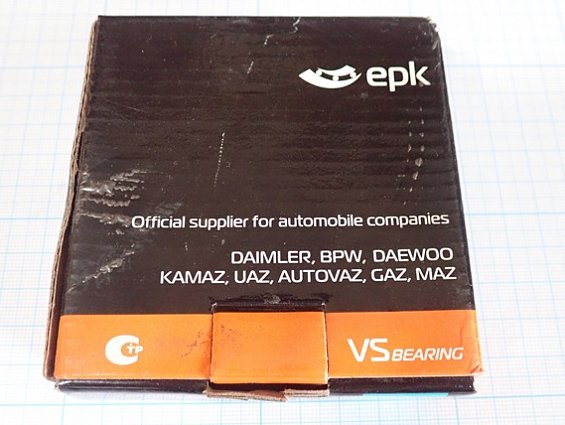 epk
Official supplier for automobile companies
DAIMLER, BPW, DAEWOO
KAMAZ, UAZ, AUTOVAZ, GAZ, MAZ
VS BEARING